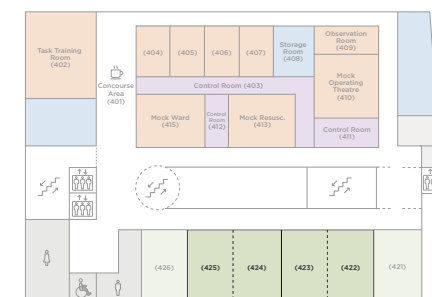 Task Training
Room
(402)
Concourse
Area
(401)
(404)
(405)
(406)
(407)
Storage
Room
(408)
Observation
Room
(409)
Control Room (403)
Mock
Operating
Theatre
(410)
Mock Ward
(415)
Control
Room
(412)
Mock Resusc.
(413)
Control Room
(411)
(426)
(425)
(424)
(423)
(422)
(421)